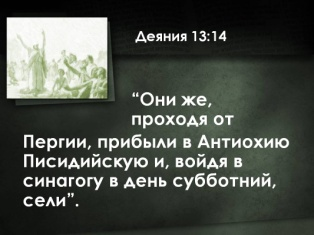 Деяния 13:14
“Они же,
проходя от
Пергии, прибыли в Антиохию
Писидийскую и, войдя в
синагогу в день субботний,
сели”.